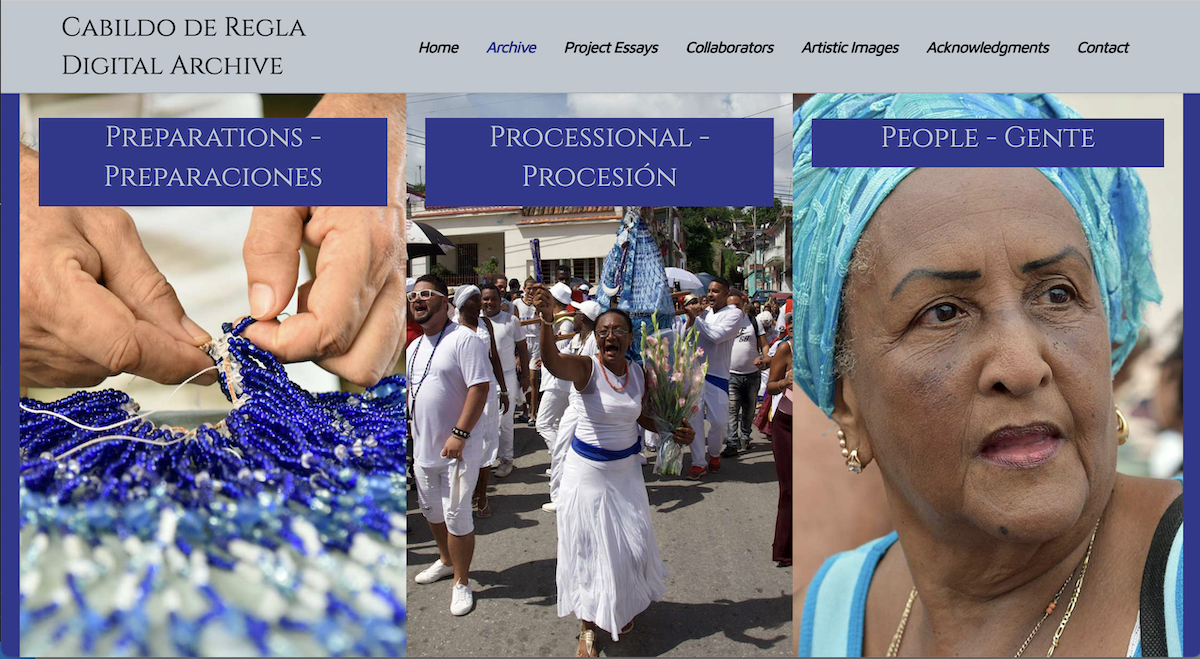 Cabildo de Regla
Digital Archive
Home Archive Project Essays Collaborators Artistic Images Acknowledgments Contact
Preparations -
Preparaciones
Processional -
Procesión
People - Gente